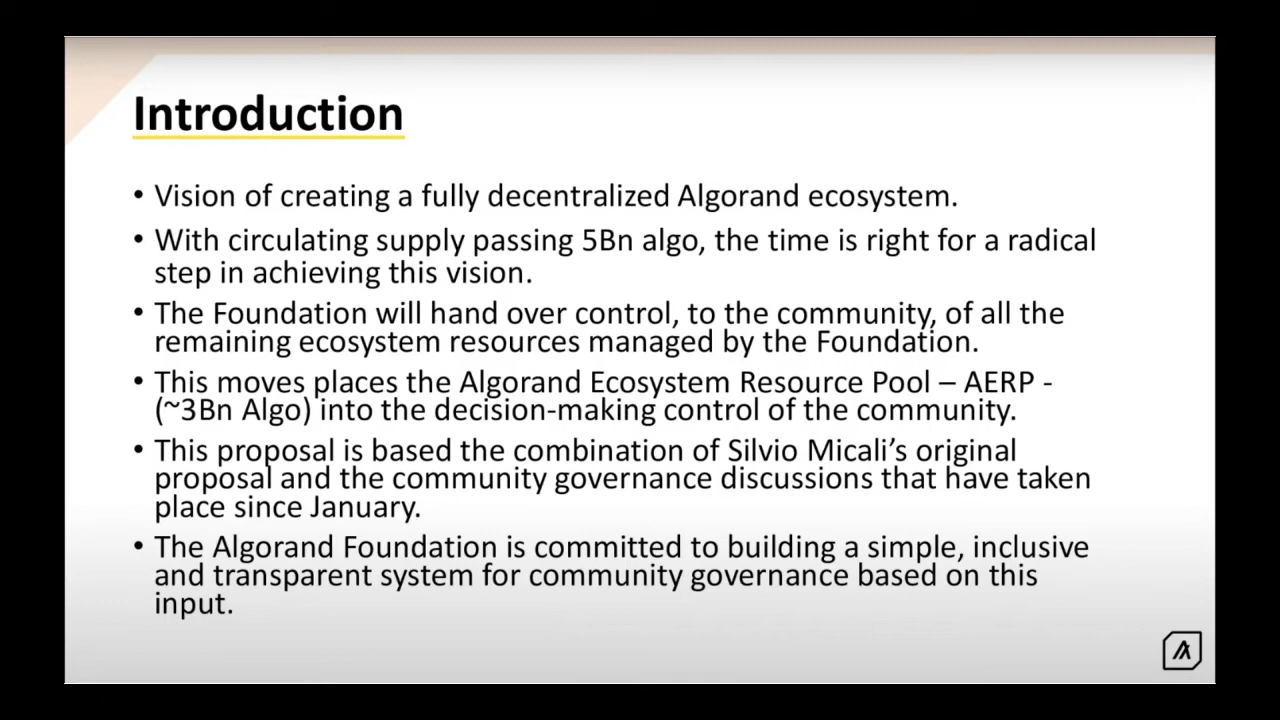 Introduction
• Vision of creating a fully decentralized Algorand ecosystem.
• With circulating supply passing 5Bn algo, the time is right for a radical
step in achieving this vision.
• The Foundation will hand over control, to the community, of all the
remaining ecosystem resources managed by the Foundation.
• This moves places the Algorand Ecosystem Resource Pool – AERP -
(~3Bn Algo) into the decision-making control of the community.
• This proposal is based the combination of Silvio Micali’s original
proposal and the community governance discussions that have taken
place since January.
• The Algorand Foundation is committed to building a simple, inclusive
and transparent system for community governance based on this
input.